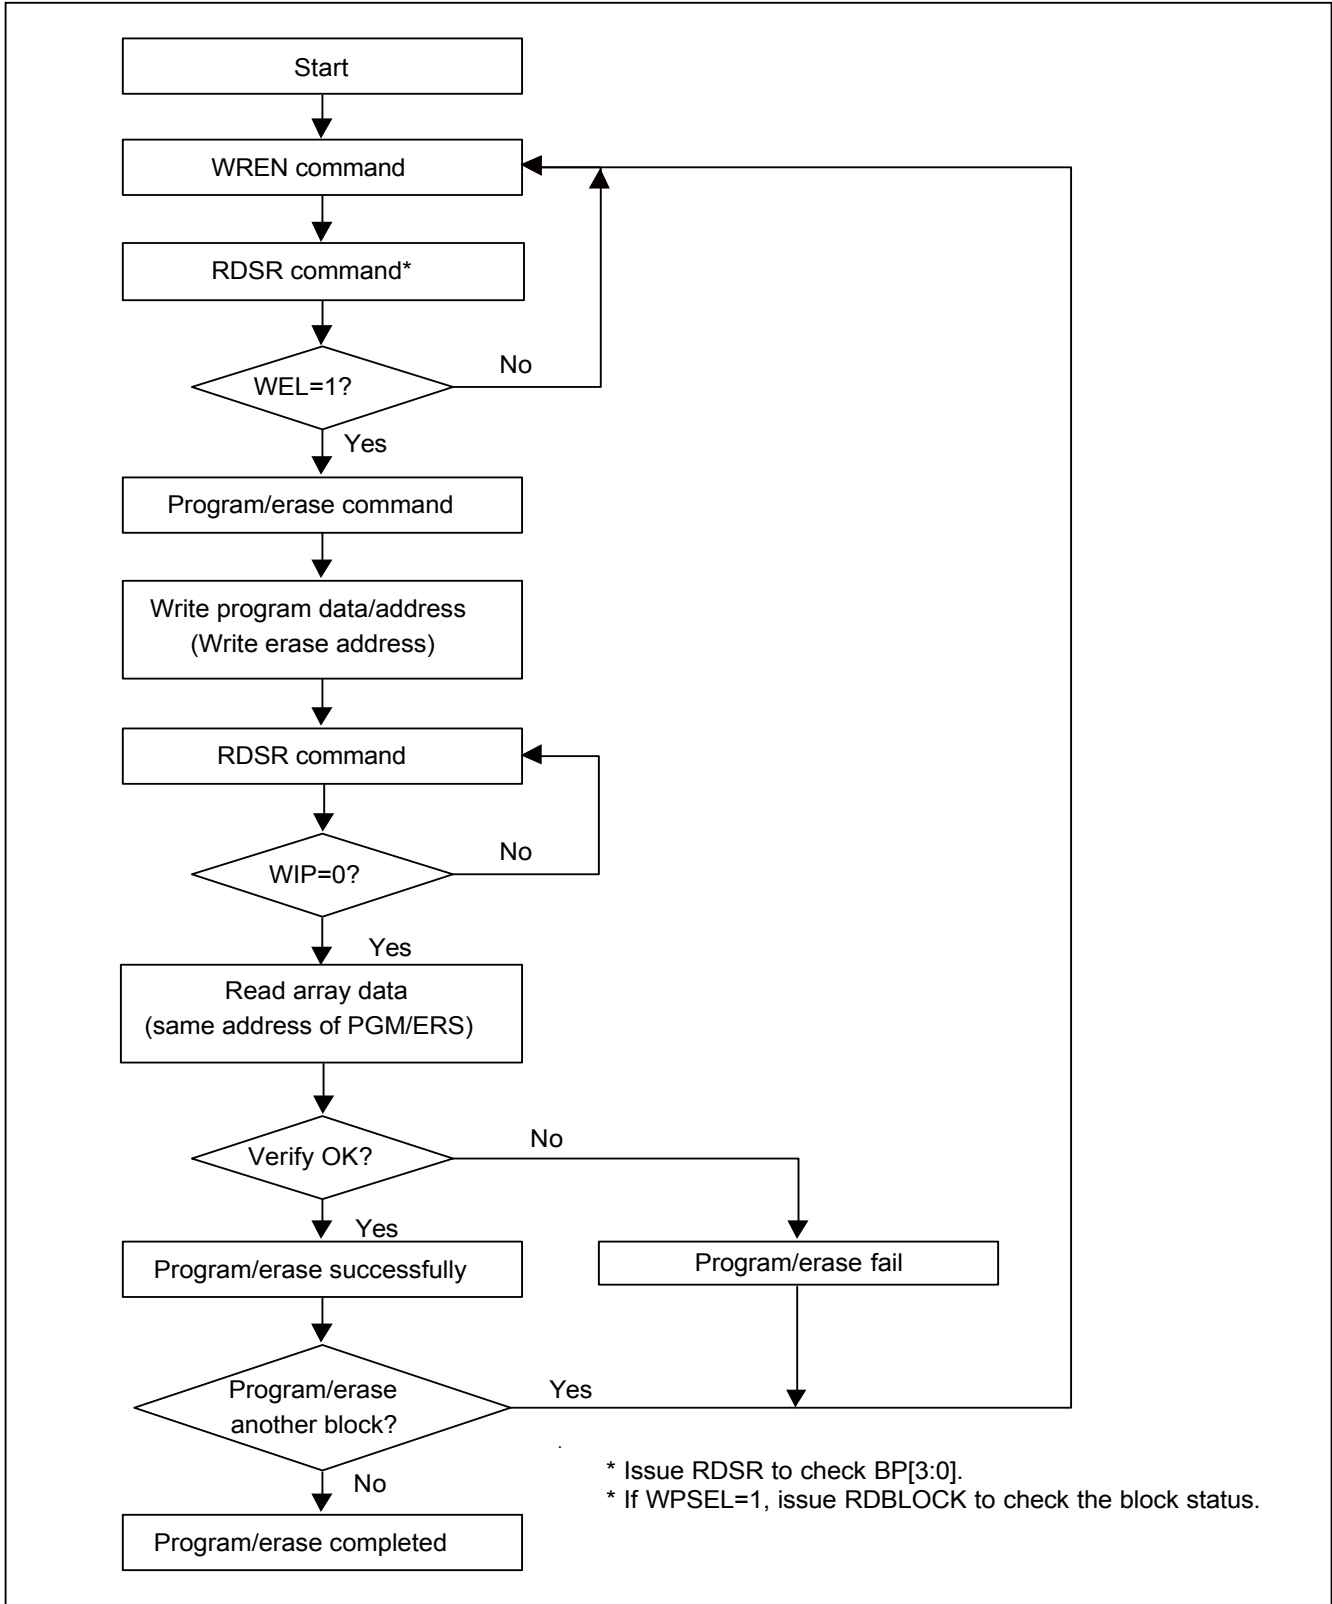 Start
WREN command
RDSR command*
WEL=1?
No
Yes
Program/erase command
Write program data/address
(Write erase address)
RDSR command
WIP=0?
No
Yes
Read array data
(same address of PGM/ERS)
Verify OK?
No
Yes
Program/erase successfully
Program/erase fail
Program/erase
another block?
Yes
No
* Issue RDSR to check BP[3:0].
* If WPSEL=1, issue RDBLOCK to check the block status.
Program/erase completed